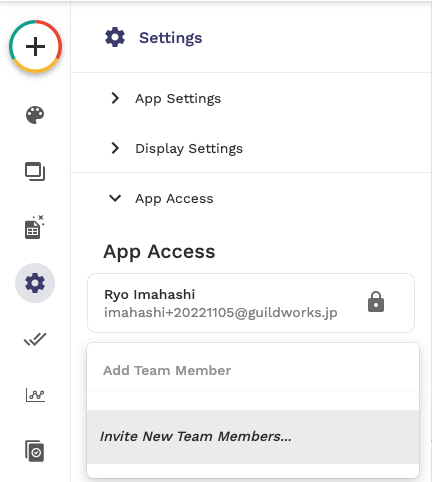 Settings
App Settings
Display Settings
App Access
App Access
Ryo Imahashi
imahashi+20221105@guildworks.jp
Add Team Member
Invite New Team Members...